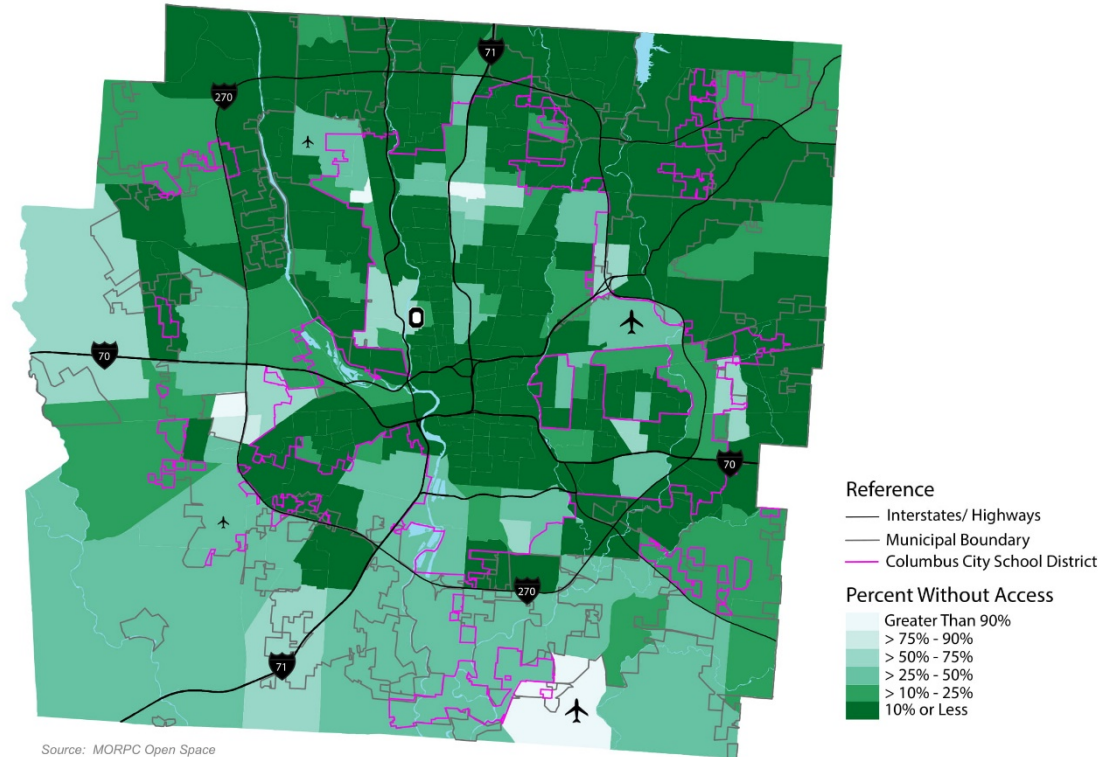 71
270
70
70
Reference
Interstates/ Highways
Municipal Boundary
Columbus City School District
Percent Without Access
Greater Than 90%
> 75% - 90%
> 50% - 75%
> 25% - 50%
> 10% - 25%
10% or Less
270
71
Source: MORPC Open Space